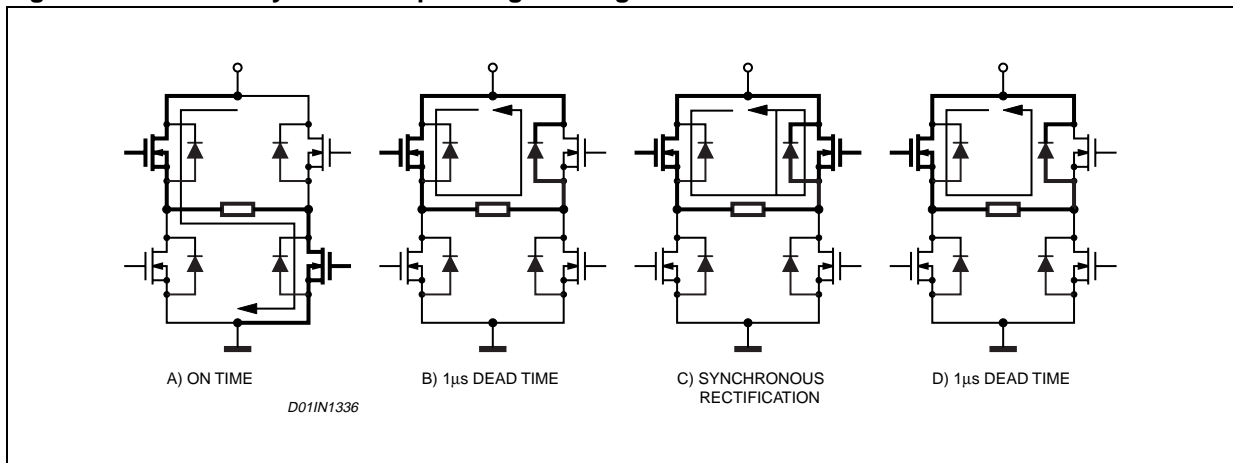 A) ON TIME
B) 1μs DEAD TIME
C) SYNCHRONOUS
RECTIFICATION
D) 1μs DEAD TIME
D01IN1336